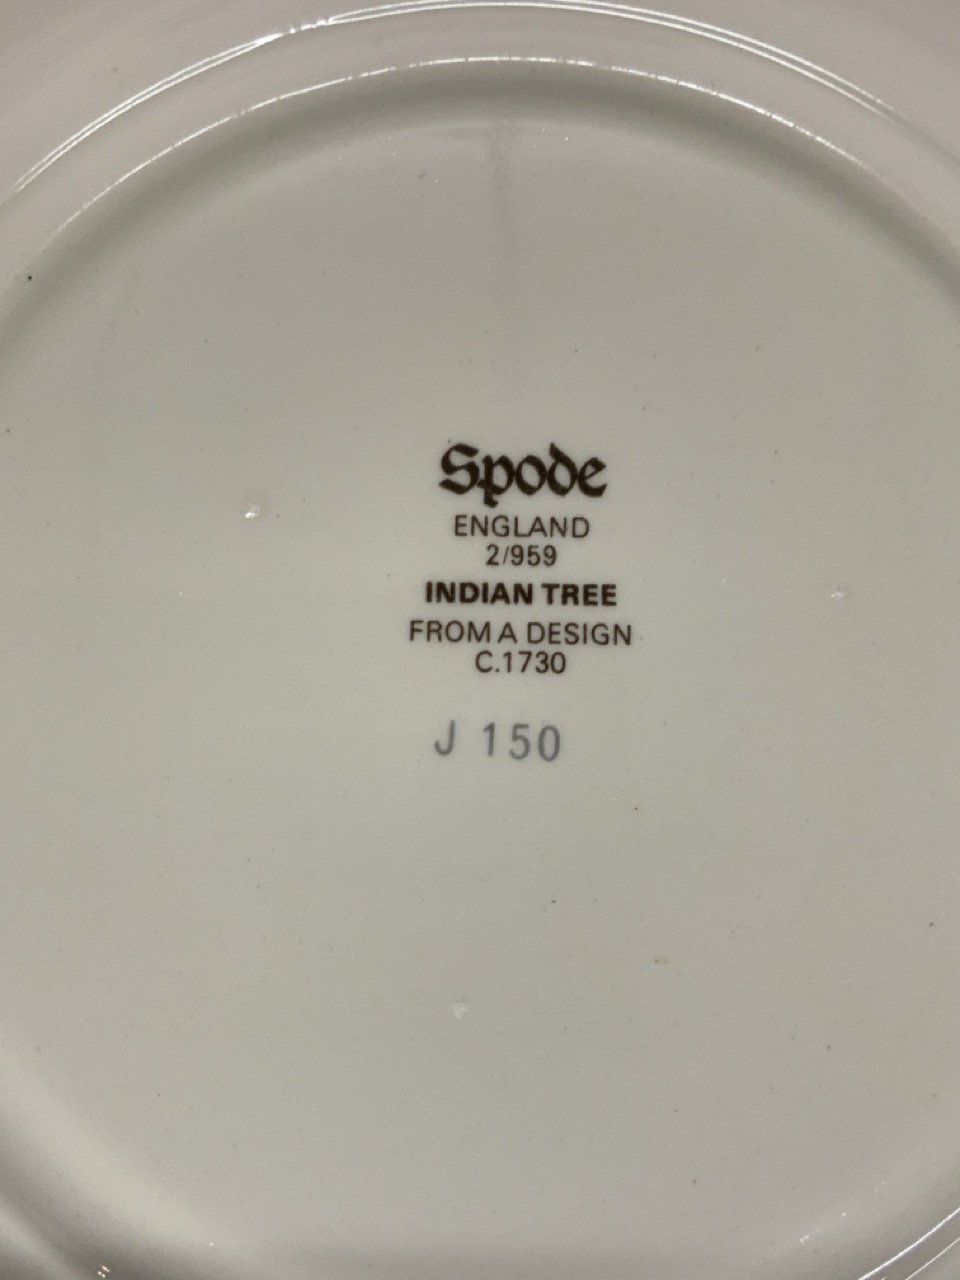 Spode
ENGLAND
2/959
INDIAN TREE
FROM A DESIGN
C.1730
J 150